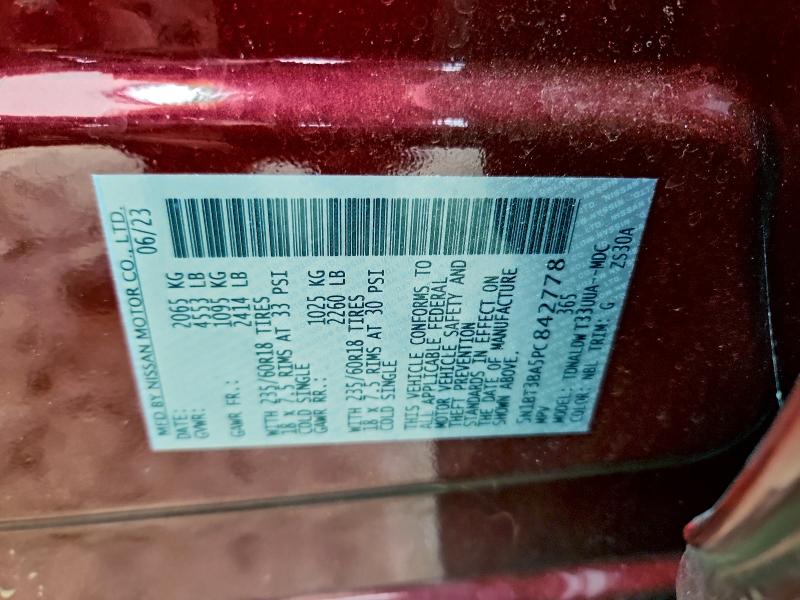 MFD BY NISSAN MOTOR CO., LTD.
DATE: 06/23
GVWR: 2065 KG
4553 LB
GAWR FR.: 1095 KG
2414 LB
WITH 235/60R18 TIRES
18 x 7.5 RIMS AT 33 PSI
COLD SINGLE
GAWR RR.: 1025 KG
2260 LB
WITH 235/60R18 TIRES
18 x 7.5 RIMS AT 30 PSI
COLD SINGLE
THIS VEHICLE CONFORMS TO
ALL APPLICABLE FEDERAL
MOTOR VEHICLE SAFETY AND
THEFT PREVENTION
STANDARDS IN EFFECT ON
THE DATE OF MANUFACTURE
SHOWN ABOVE.
5N1BT3BA5PC842778
MPV 365
MODEL: TDNALDW T33UUA--MDC
COLOR: NBL TRIM: G ZS30A